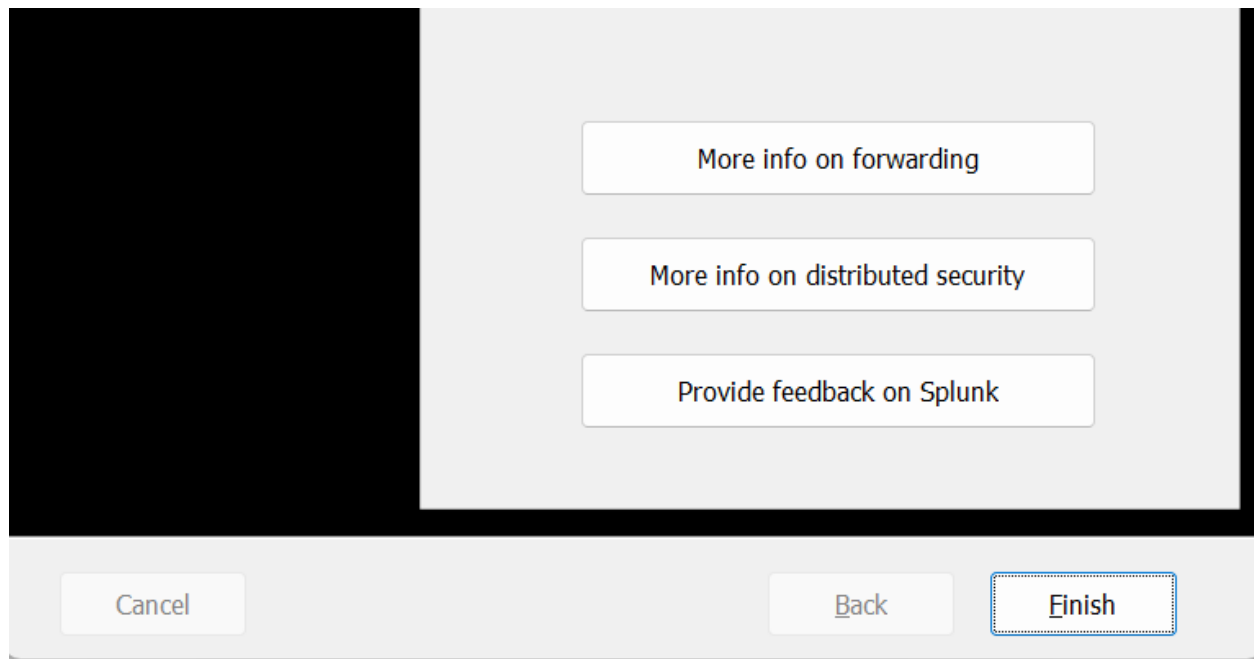 More info on forwarding
More info on distributed security
Provide feedback on Splunk
Cancel
Back
Finish